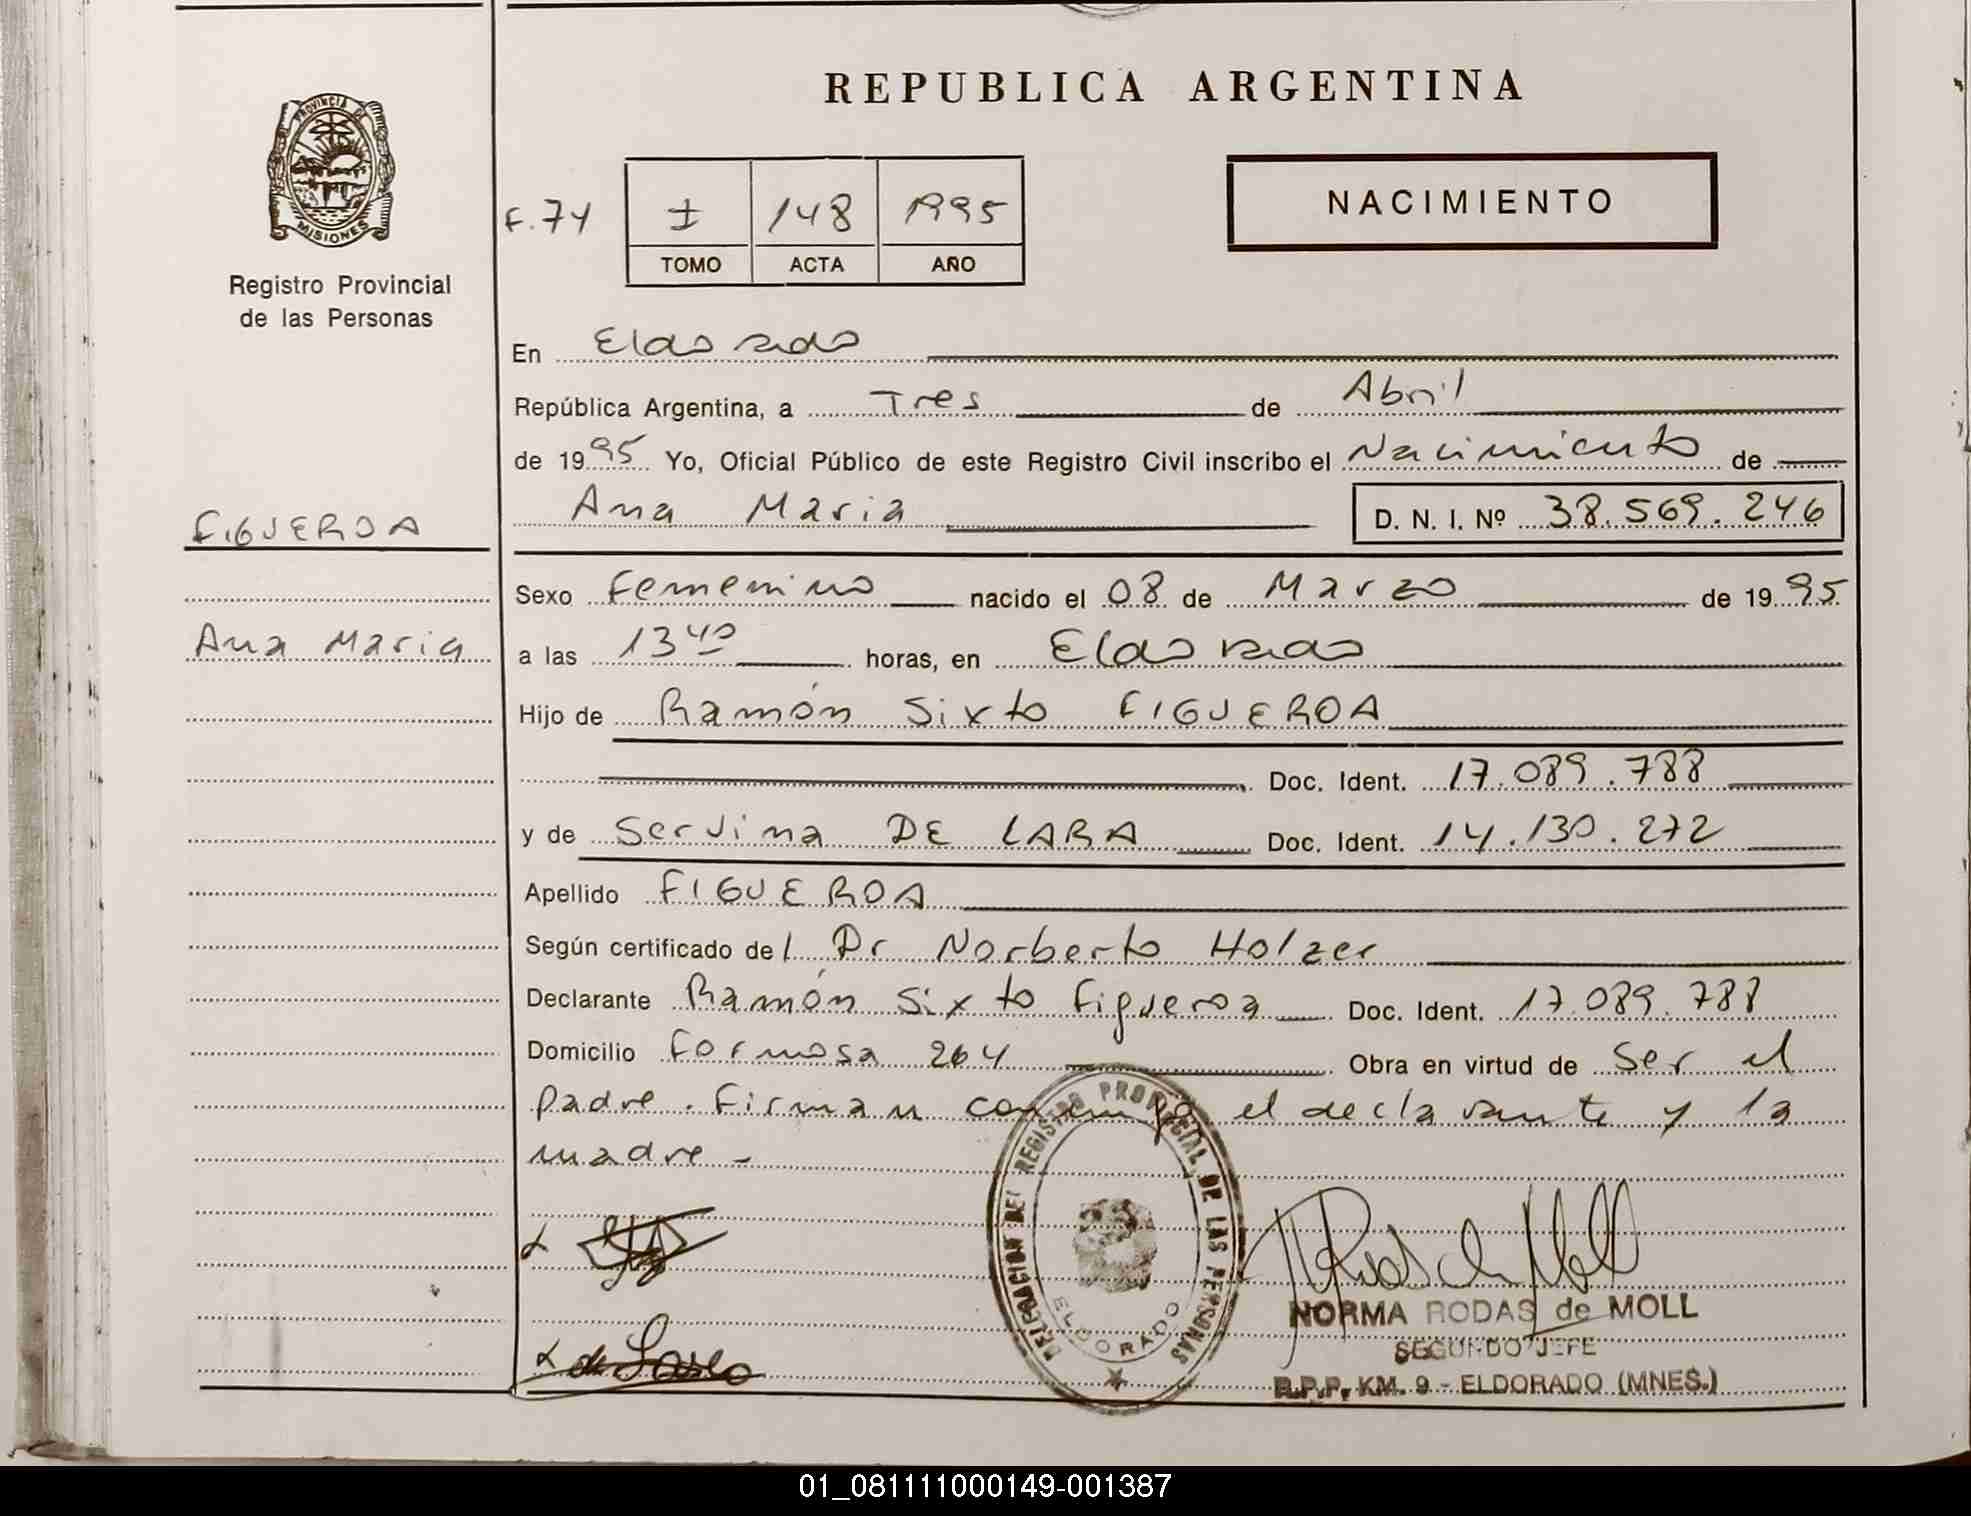 REPUBLICA ARGENTINA
PROVINCIA DE
MISIONES
Registro Provincial
de las Personas
F.74
I 148 1995
TOMO ACTA AÑO
NACIMIENTO
En Eldorado
República Argentina, a Tres de Abril
de 1995 Yo, Oficial Público de este Registro Civil inscribo el Nacimiento de
Ana Maria D. N. I. Nº 38.569.246
FIGUEROA
Sexo Femenino nacido el 08 de Marzo de 1995
Ana Maria
a las 13 40 horas, en Eldorado
Hijo de Ramón Sixto FIGUEROA
Doc. Ident. 17.089.788
y de Servina DE LARA Doc. Ident. 14.130.272
Apellido FIGUEROA
Según certificado del Dr Norberto Holzer
Declarante Ramón Sixto Figueroa Doc. Ident. 17.089.788
Domicilio Formosa 264 Obra en virtud de Ser el
padre. Firman conmigo el declarante y la
madre -
DELEGACION DEL REGISTRO PROVINCIAL DE LAS PERSONAS
ELDORADO
NORMA RODAS de MOLL
SEGUNDO JEFE
R.P.P. KM. 9 - ELDORADO (MNES.)
01_081111000149-001387